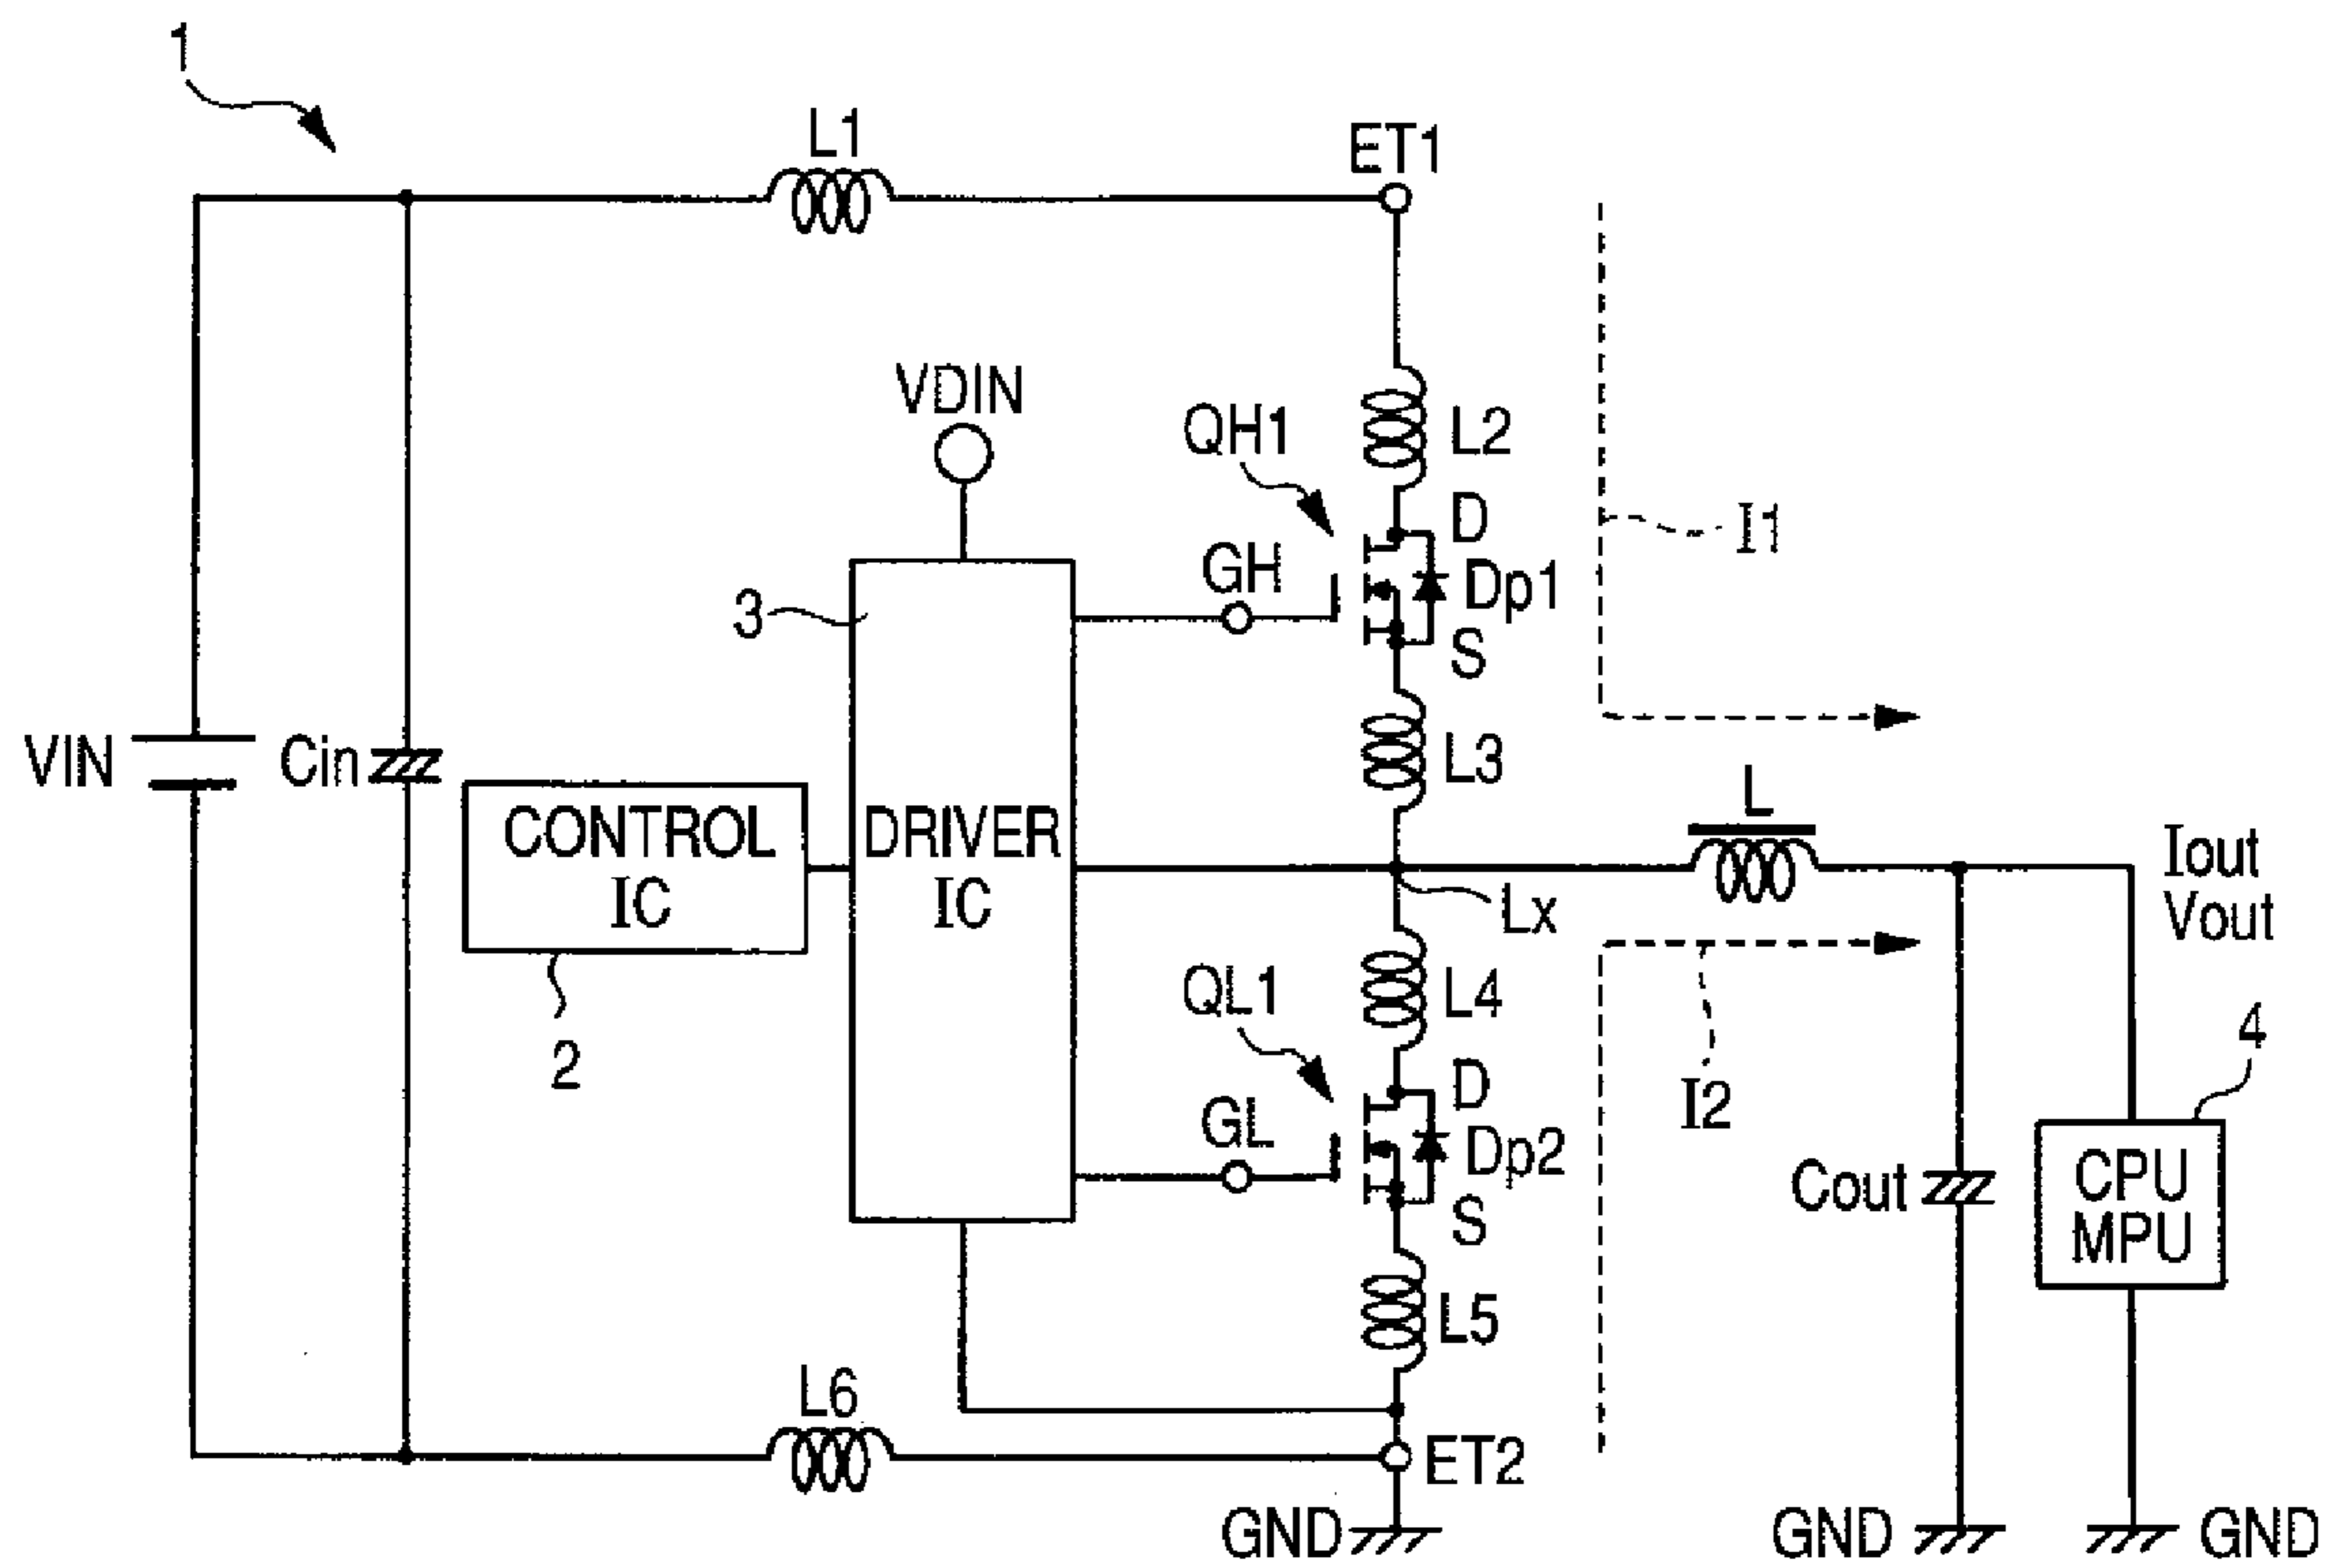 1
L1
ET1
VDIN
QH1
L2
D
I1
GH
Dp1
3
S
VIN
Cin
L3
L
CONTROL
IC
DRIVER
IC
Iout
Vout
Lx
QL1
L4
2
D
I2
4
GL
Dp2
Cout
CPU
MPU
S
L5
L6
ET2
GND
GND
GND